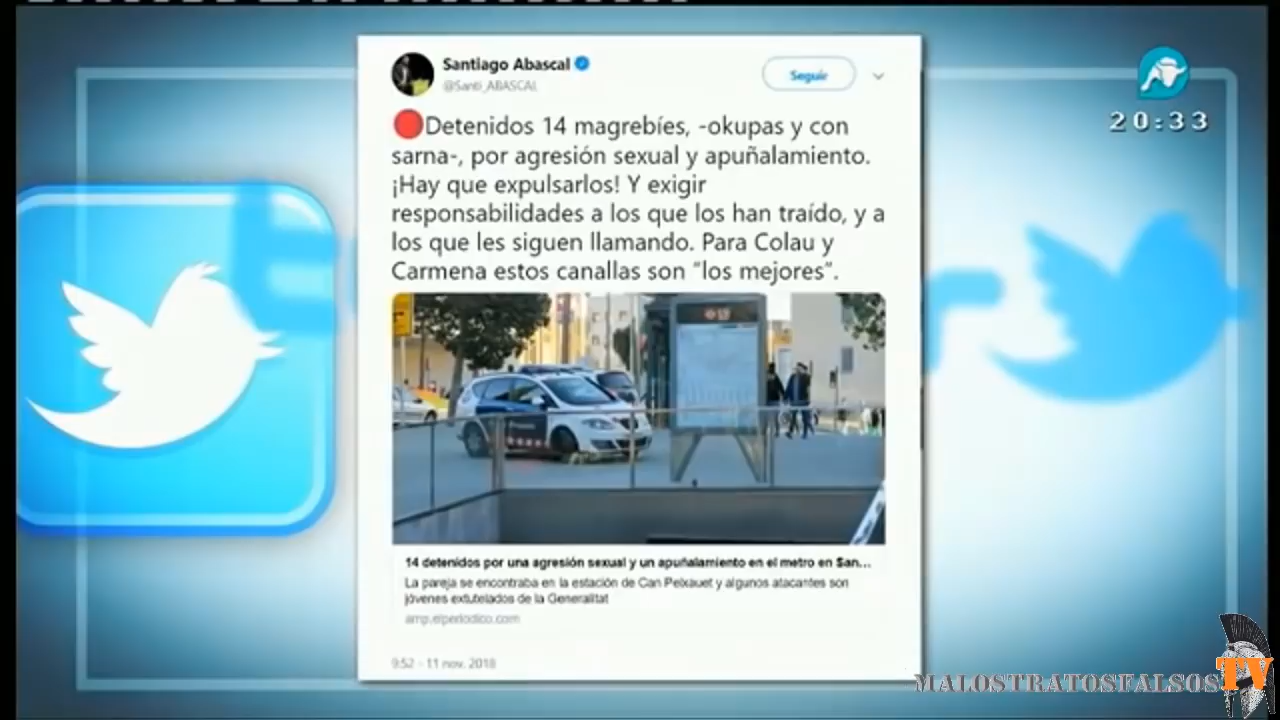 Santiago Abascal
@Santi_ABASCAL
Seguir
20:33
Detenidos 14 magrebíes, -okupas y con
sarna-, por agresión sexual y apuñalamiento.
¡Hay que expulsarlos! Y exigir
responsabilidades a los que los han traído, y a
los que les siguen llamando. Para Colau y
Carmena estos canallas son “los mejores”.
14 detenidos por una agresión sexual y un apuñalamiento en el metro en San...
La pareja se encontraba en la estación de Can Peixauet y algunos atacantes son
jóvenes extutelados de la Generalitat
amp.elperiodico.com
9:52 - 11 nov. 2018
MALOSTRATOSFALSOS TV